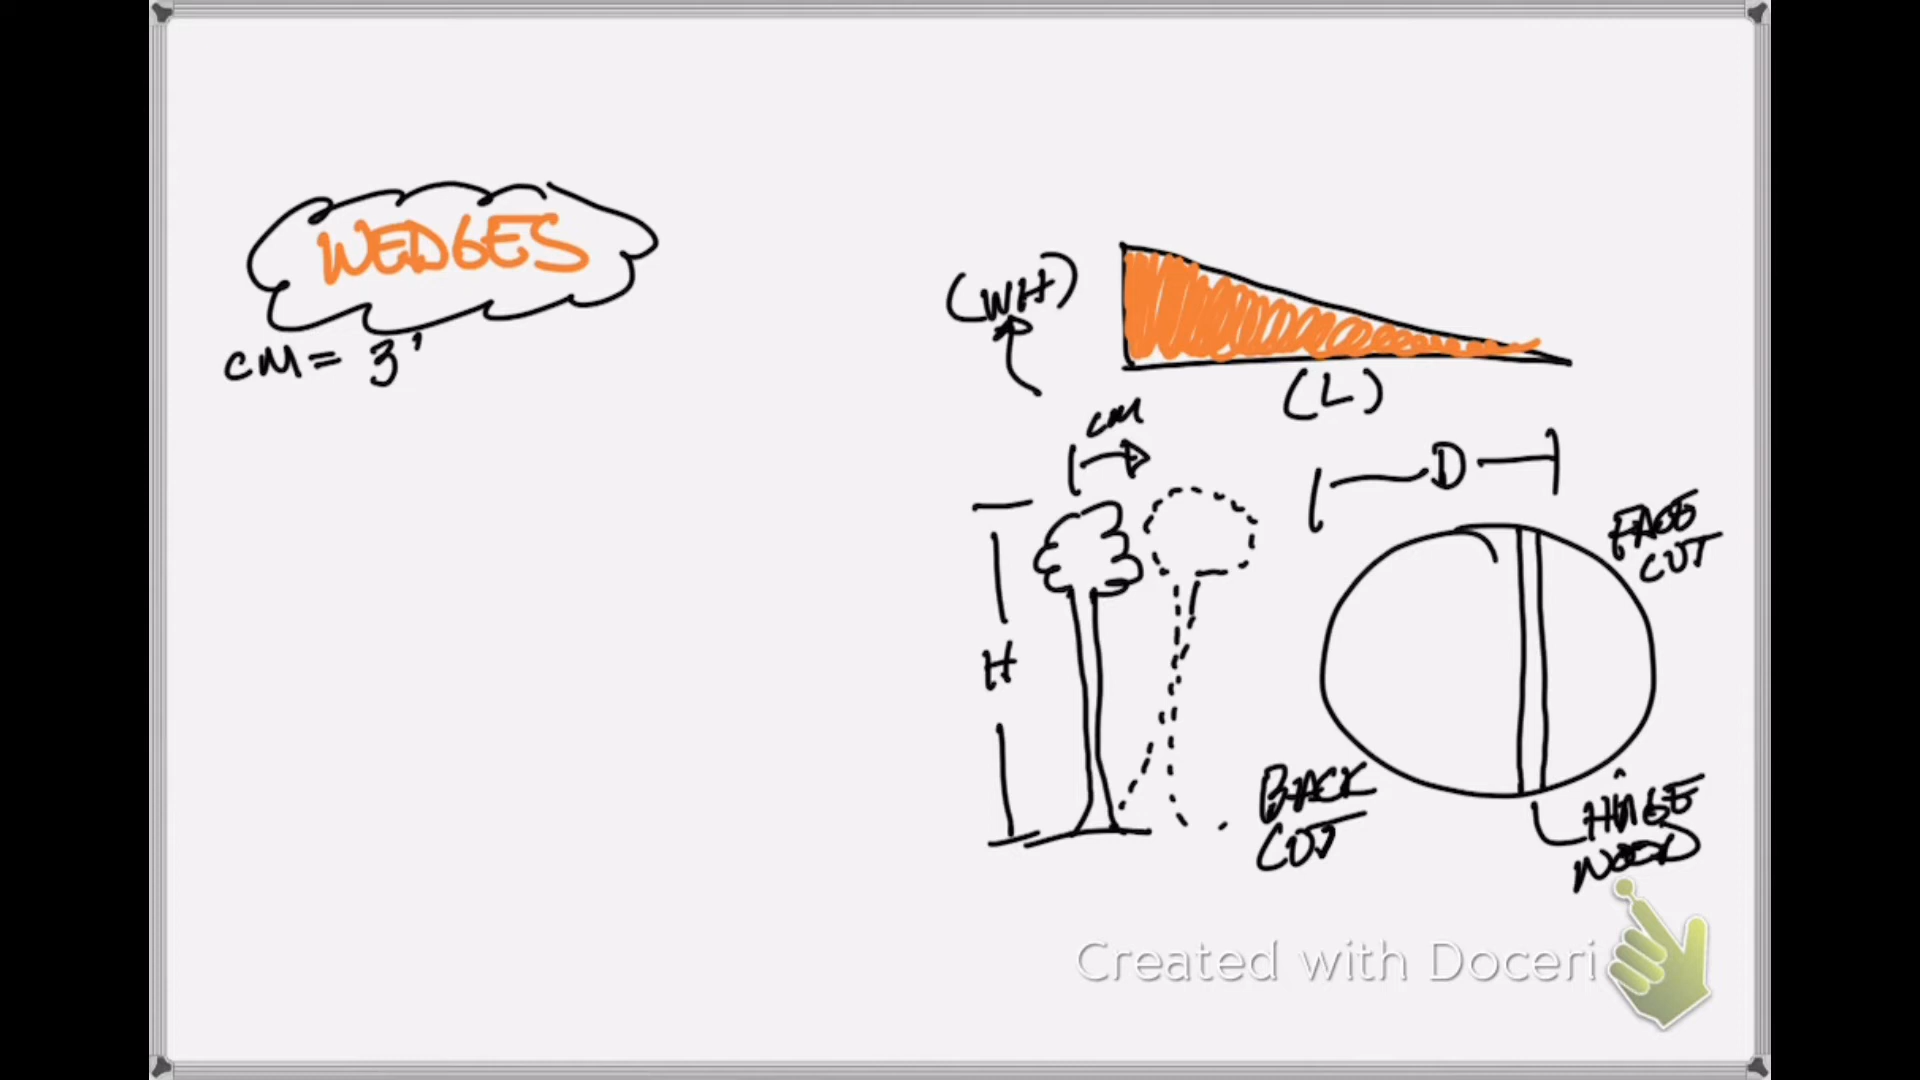 WEDGES
CM = 3'
(WH)
(L)
CM
D
H
FACE
CUT
BACK
CUT
HINGE
WOOD
Created with Doceri